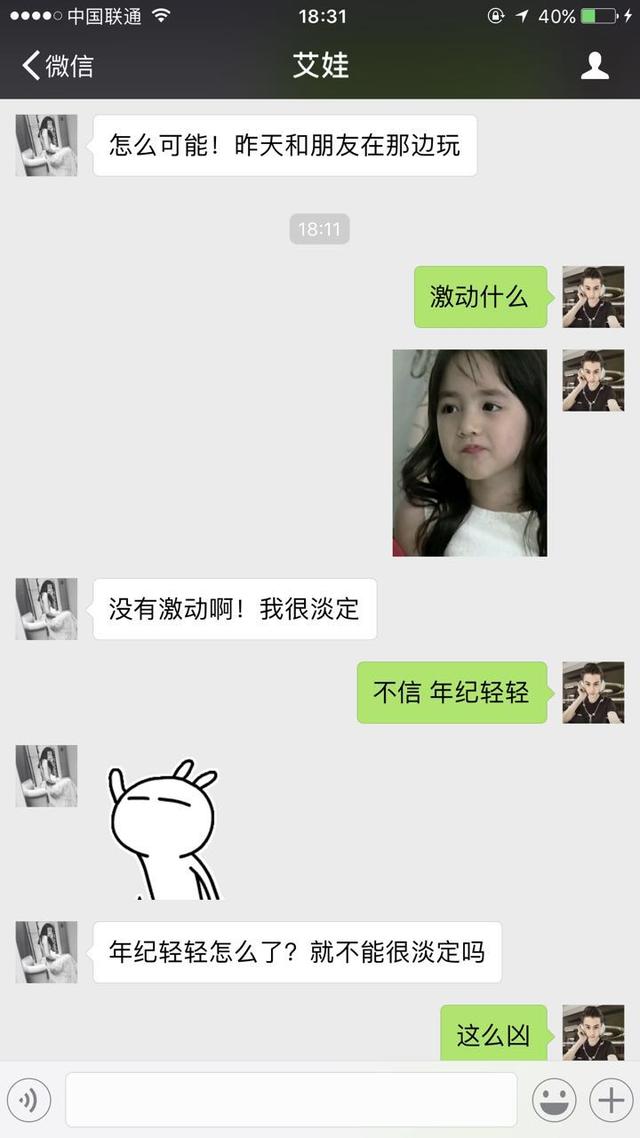 中国联通 18:31 40%
微信 艾娃
怎么可能！昨天和朋友在那边玩
18:11
激动什么
没有激动啊！我很淡定
不信 年纪轻轻
年纪轻轻怎么了？就不能很淡定吗
这么凶